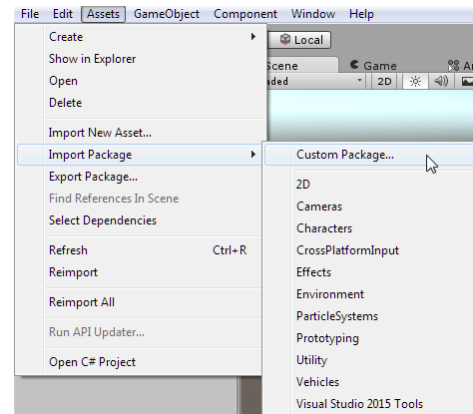 File Edit Assets GameObject Component Window Help
Create
Local
Show in Explorer
Scene
Game
Open
2D
Delete
Import New Asset...
Import Package
Custom Package...
Export Package...
2D
Find References In Scene
Cameras
Select Dependencies
Characters
Refresh Ctrl+R
CrossPlatformInput
Reimport
Effects
Reimport All
Environment
ParticleSystems
Run API Updater...
Prototyping
Open C# Project
Utility
Vehicles
Visual Studio 2015 Tools